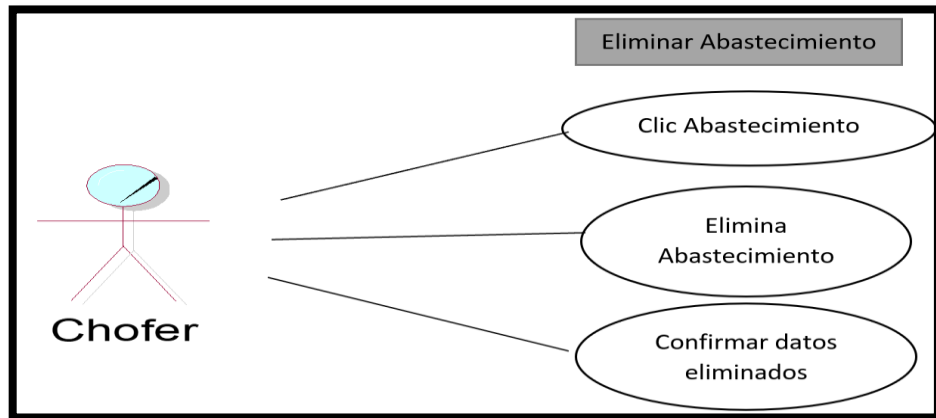 Eliminar Abastecimiento
Clic Abastecimiento
Elimina
Abastecimiento
Chofer
Confirmar datos
eliminados